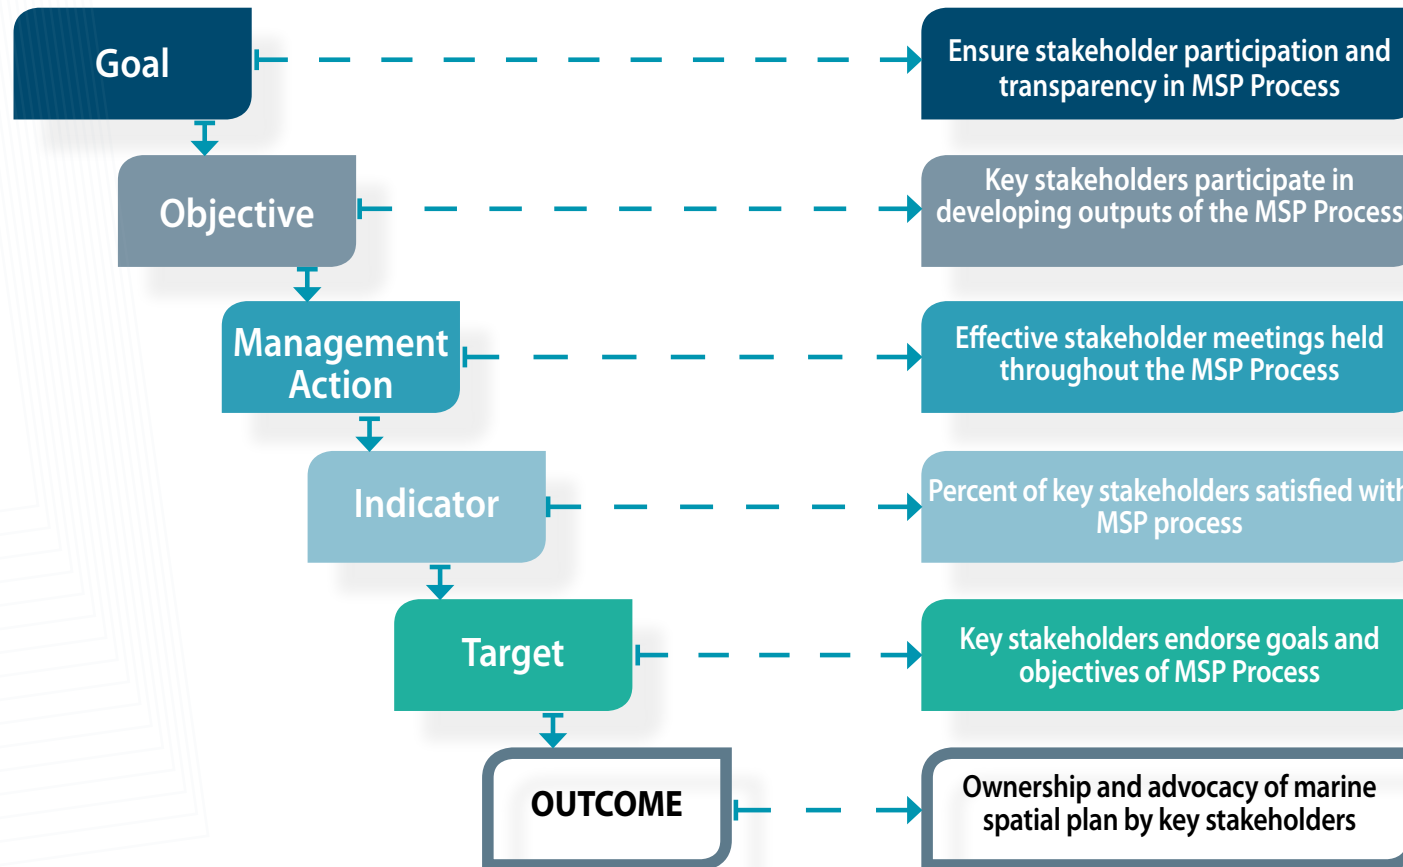 Goal
Ensure stakeholder participation and
transparency in MSP Process
Objective
Key stakeholders participate in
developing outputs of the MSP Process
Management
Action
Effective stakeholder meetings held
throughout the MSP Process
Indicator
Percent of key stakeholders satisfied with
MSP process
Target
Key stakeholders endorse goals and
objectives of MSP Process
OUTCOME
Ownership and advocacy of marine
spatial plan by key stakeholders